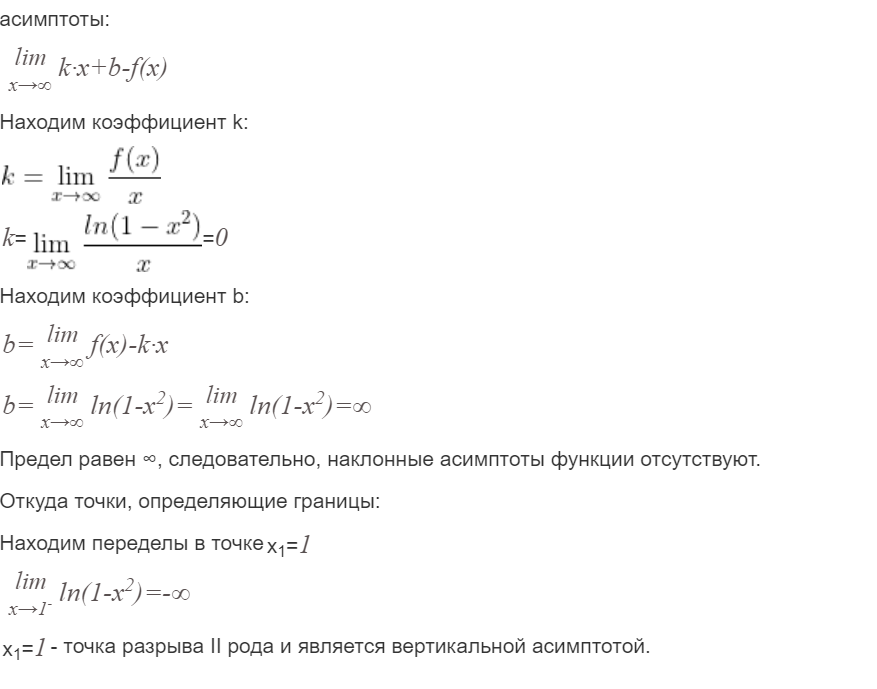 асимптоты:
lim x→∞ k·x+b-f(x)
Находим коэффициент k:
k = lim x→∞ f(x)/x
k= lim x→∞ ln(1 − x²)/x =0
Находим коэффициент b:
b= lim x→∞ f(x)-k·x
b= lim x→∞ ln(1-x²)= lim x→∞ ln(1-x²)=∞
Предел равен ∞, следовательно, наклонные асимптоты функции отсутствуют.
Откуда точки, определяющие границы:
Находим переделы в точке x₁=1
lim x→1⁻ ln(1-x²)=-∞
x₁=1 - точка разрыва II рода и является вертикальной асимптотой.